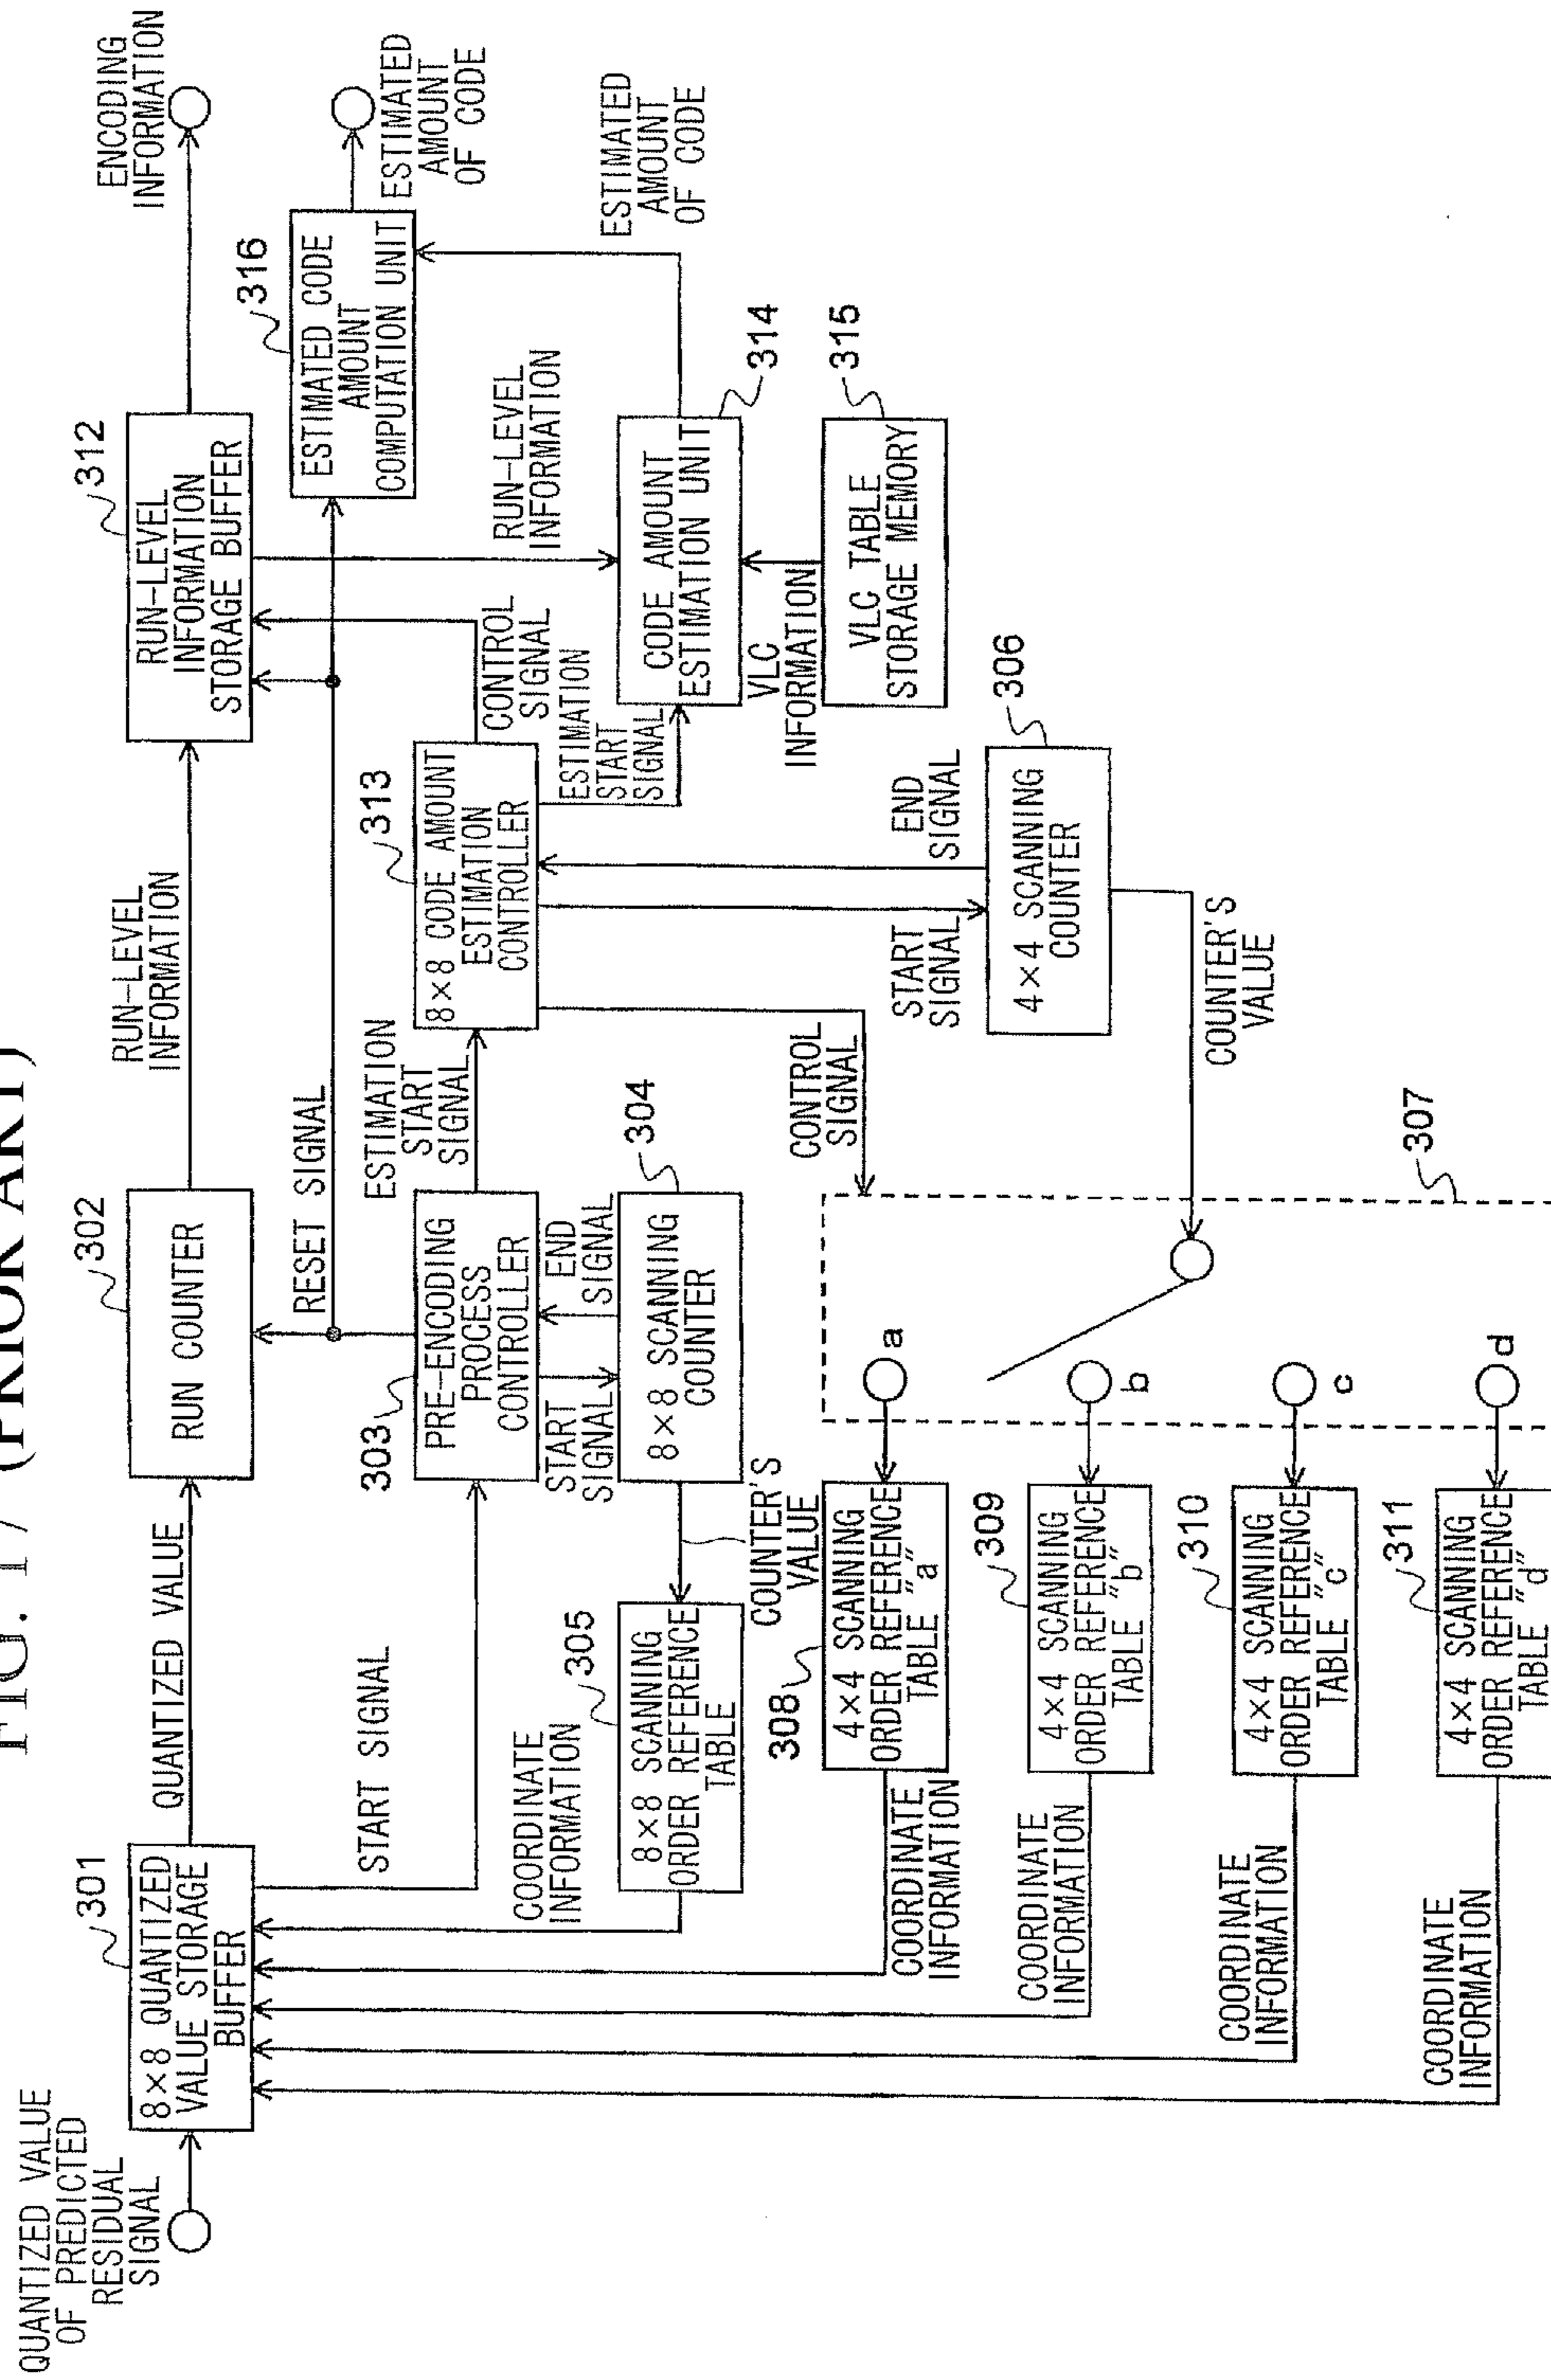 FIG. 17 (PRIOR ART)
QUANTIZED VALUE
OF PREDICTED
RESIDUAL
SIGNAL
301
8×8 QUANTIZED
VALUE STORAGE
BUFFER
QUANTIZED VALUE
302
RUN COUNTER
RUN-LEVEL
INFORMATION
312
RUN-LEVEL
INFORMATION
STORAGE BUFFER
ENCODING
INFORMATION
RESET SIGNAL
316
ESTIMATED CODE
AMOUNT
COMPUTATION UNIT
ESTIMATED
AMOUNT
OF CODE
START SIGNAL
303
PRE-ENCODING
PROCESS
CONTROLLER
ESTIMATION
START
SIGNAL
313
8×8 CODE AMOUNT
ESTIMATION
CONTROLLER
CONTROL
SIGNAL
RUN-LEVEL
INFORMATION
ESTIMATION
START
SIGNAL
ESTIMATED
AMOUNT
OF CODE
START
SIGNAL
END
SIGNAL
COORDINATE
INFORMATION
305
8×8 SCANNING
ORDER REFERENCE
TABLE
COUNTER'S
VALUE
304
8×8 SCANNING
COUNTER
314
CODE AMOUNT
ESTIMATION UNIT
VLC
INFORMATION
315
VLC TABLE
STORAGE MEMORY
CONTROL
SIGNAL
START
SIGNAL
END
SIGNAL
306
4×4 SCANNING
COUNTER
COUNTER'S
VALUE
307
a
b
c
d
308
4×4 SCANNING
ORDER REFERENCE
TABLE "a"
COORDINATE
INFORMATION
309
4×4 SCANNING
ORDER REFERENCE
TABLE "b"
COORDINATE
INFORMATION
310
4×4 SCANNING
ORDER REFERENCE
TABLE "c"
COORDINATE
INFORMATION
311
4×4 SCANNING
ORDER REFERENCE
TABLE "d"
COORDINATE
INFORMATION